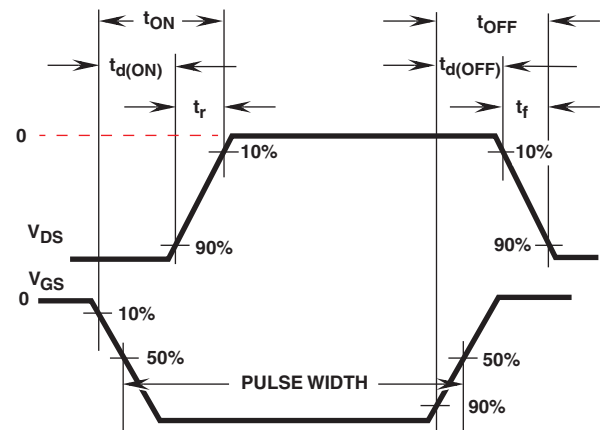 tON
tOFF
td(ON)
td(OFF)
tr
tf
0
10%
10%
VDS
90%
90%
VGS
0
10%
50%
50%
PULSE WIDTH
90%